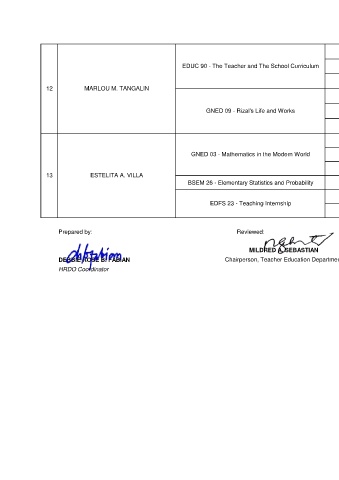 EDUC 90 - The Teacher and The School Curriculum
12
MARLOU M. TANGALIN
GNED 09 - Rizal's Life and Works
GNED 03 - Mathematics in the Modern World
13
ESTELITA A. VILLA
BSEM 26 - Elementary Statistics and Probability
EDFS 23 - Teaching Internship
Prepared by:
Reviewed:
MILDRED A. SEBASTIAN
FABIAN
Chairperson, Teacher Education Departme
HRDO Coordinator